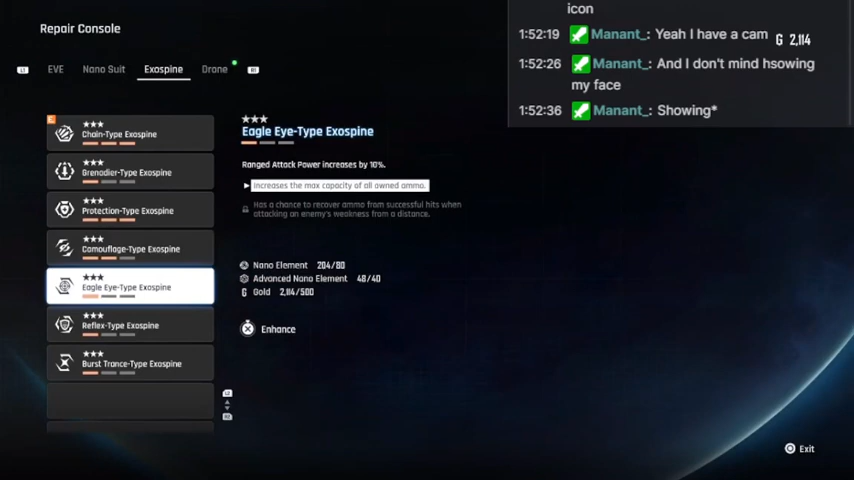 icon
1:52:19 Manant_: Yeah I have a cam
G 2,114
1:52:26 Manant_: And I don't mind hsowing
my face
1:52:36 Manant_: Showing*
Repair Console
EVE
Nano Suit
Exospine
Drone
Chain-Type Exospine
Grenadier-Type Exospine
Protection-Type Exospine
Camouflage-Type Exospine
Eagle Eye-Type Exospine
Reflex-Type Exospine
Burst Trance-Type Exospine
Eagle Eye-Type Exospine
Ranged Attack Power increases by 10%.
Increases the max capacity of all owned ammo.
Has a chance to recover ammo from successful hits when
attacking an enemy's weakness from a distance.
Nano Element 204/80
Advanced Nano Element 48/40
G Gold 2,114/500
Enhance
Exit